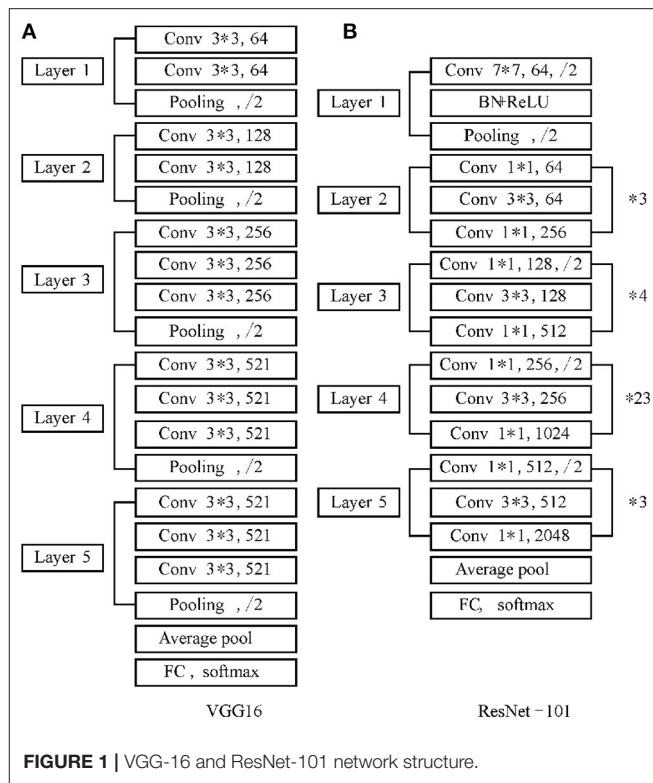 A
Conv 3*3, 64
Conv 3*3, 64
Pooling , /2
Layer 1
Conv 3*3, 128
Conv 3*3, 128
Pooling , /2
Layer 2
Conv 3*3, 256
Conv 3*3, 256
Conv 3*3, 256
Pooling , /2
Layer 3
Conv 3*3, 521
Conv 3*3, 521
Conv 3*3, 521
Pooling , /2
Layer 4
Conv 3*3, 521
Conv 3*3, 521
Conv 3*3, 521
Pooling , /2
Layer 5
Average pool
FC , softmax
VGG16
B
Conv 7*7, 64, /2
BN+ReLU
Pooling , /2
Layer 1
Conv 1*1, 64
Conv 3*3, 64
Conv 1*1, 256
Layer 2
*3
Conv 1*1, 128, /2
Conv 3*3, 128
Conv 1*1, 512
Layer 3
*4
Conv 1*1, 256, /2
Conv 3*3, 256
Conv 1*1, 1024
Layer 4
*23
Conv 1*1, 512, /2
Conv 3*3, 512
Conv 1*1, 2048
Layer 5
*3
Average pool
FC, softmax
ResNet-101
FIGURE 1 | VGG-16 and ResNet-101 network structure.